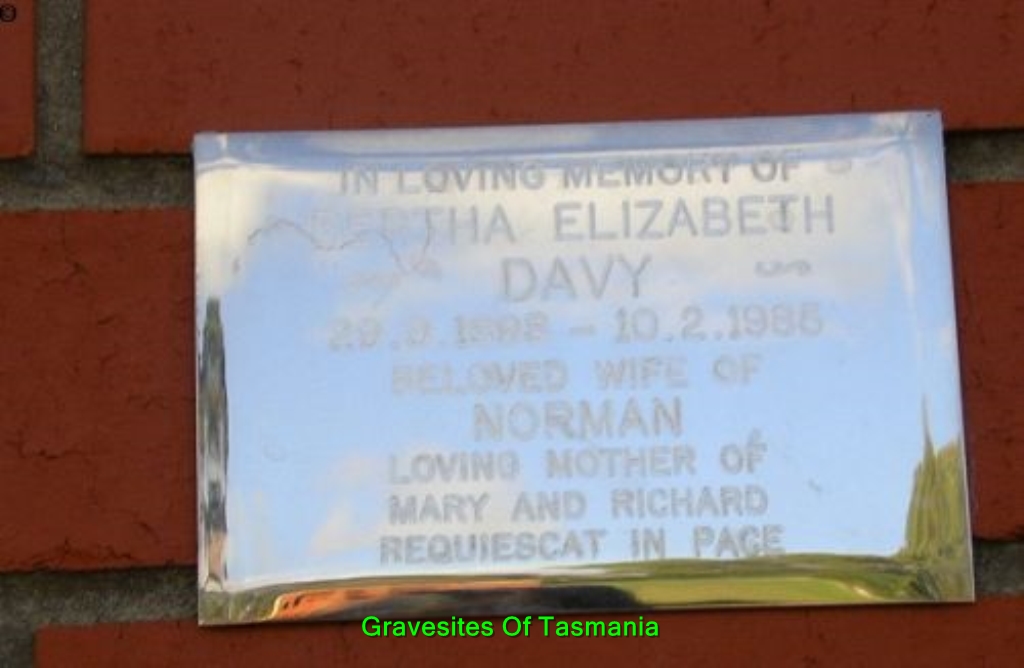 IN LOVING MEMORY OF
BERTHA ELIZABETH
DAVY
- 10.2.1985
BELOVED WIFE OF
NORMAN
LOVING MOTHER OF
MARY AND RICHARD
REQUIESCAT IN PACE
Gravesites Of Tasmania